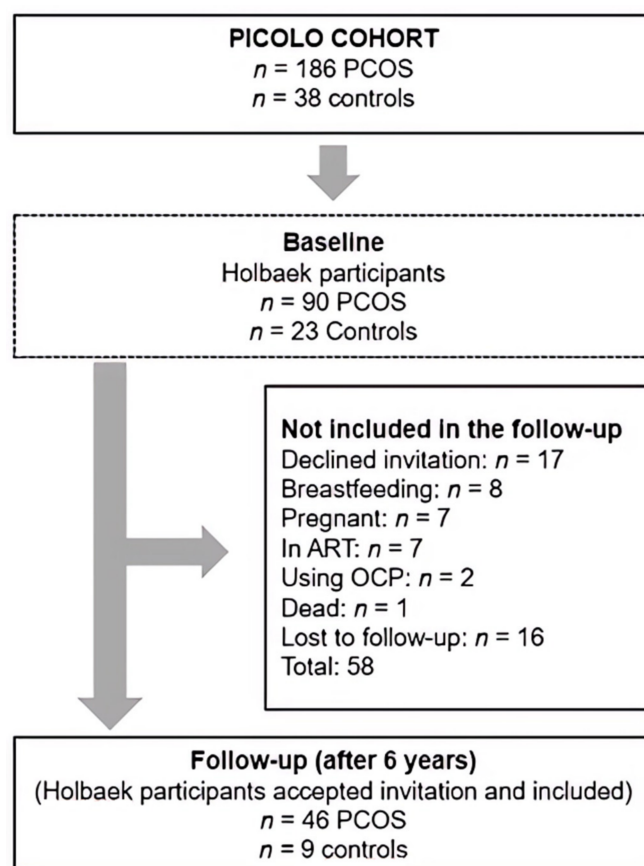 PICOLO COHORT
n = 186 PCOS
n = 38 controls
Baseline
Holbaek participants
n = 90 PCOS
n = 23 Controls
Not included in the follow-up
Declined invitation: n = 17
Breastfeeding: n = 8
Pregnant: n = 7
In ART: n = 7
Using OCP: n = 2
Dead: n = 1
Lost to follow-up: n = 16
Total: 58
Follow-up (after 6 years)
(Holbaek participants accepted invitation and included)
n = 46 PCOS
n = 9 controls